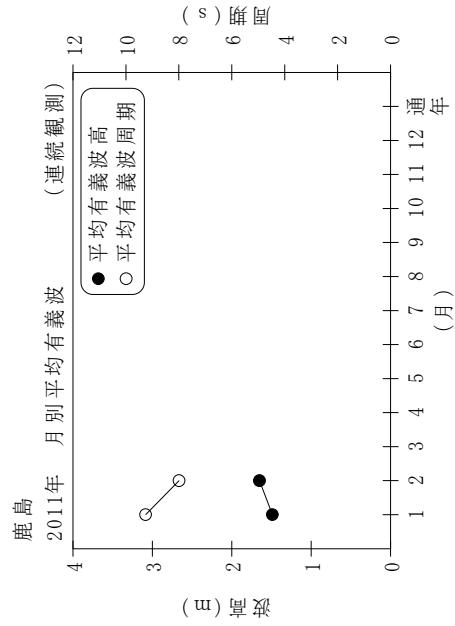 鹿島
2011年 月別平均有義波 (連続観測)
平均有義波高
平均有義波周期
波高(m)
4
3
2
1
0
周期(s)
12
10
8
6
4
2
0
1 2 3 4 5 6 7 8 9 10 11 12 通年
(月)